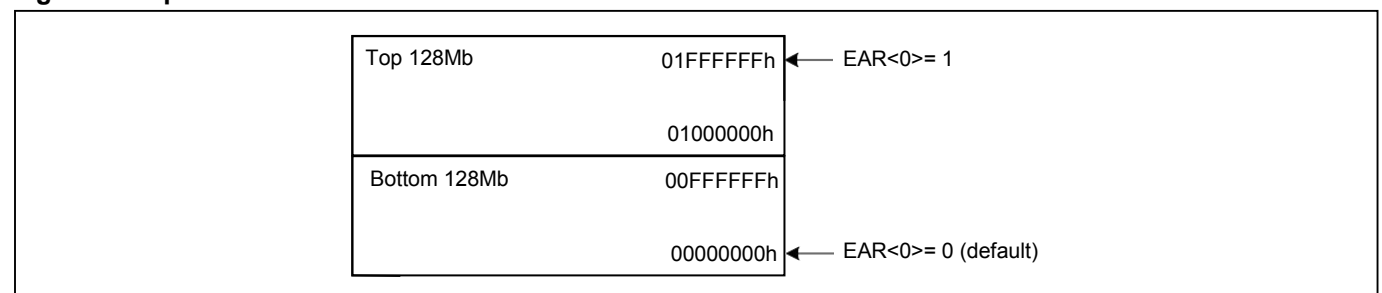 Top 128Mb 01FFFFFFh EAR<0>= 1
01000000h
Bottom 128Mb 00FFFFFFh
00000000h EAR<0>= 0 (default)